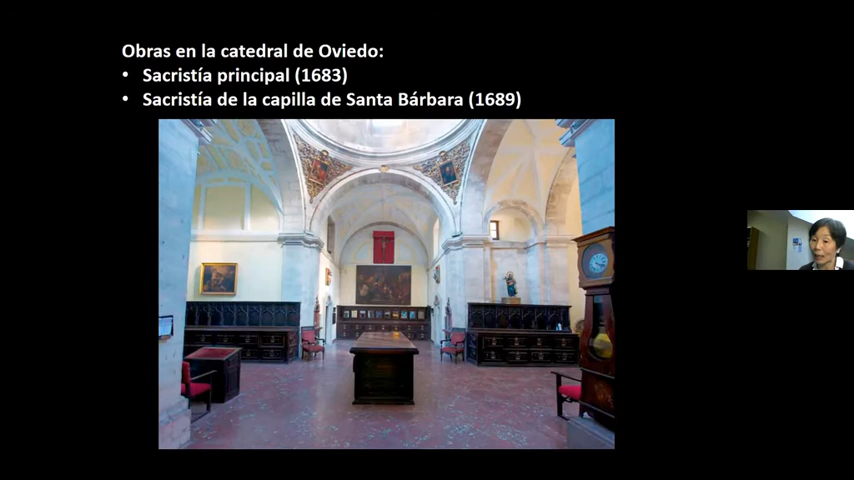 Obras en la catedral de Oviedo:
• Sacristía principal (1683)
• Sacristía de la capilla de Santa Bárbara (1689)